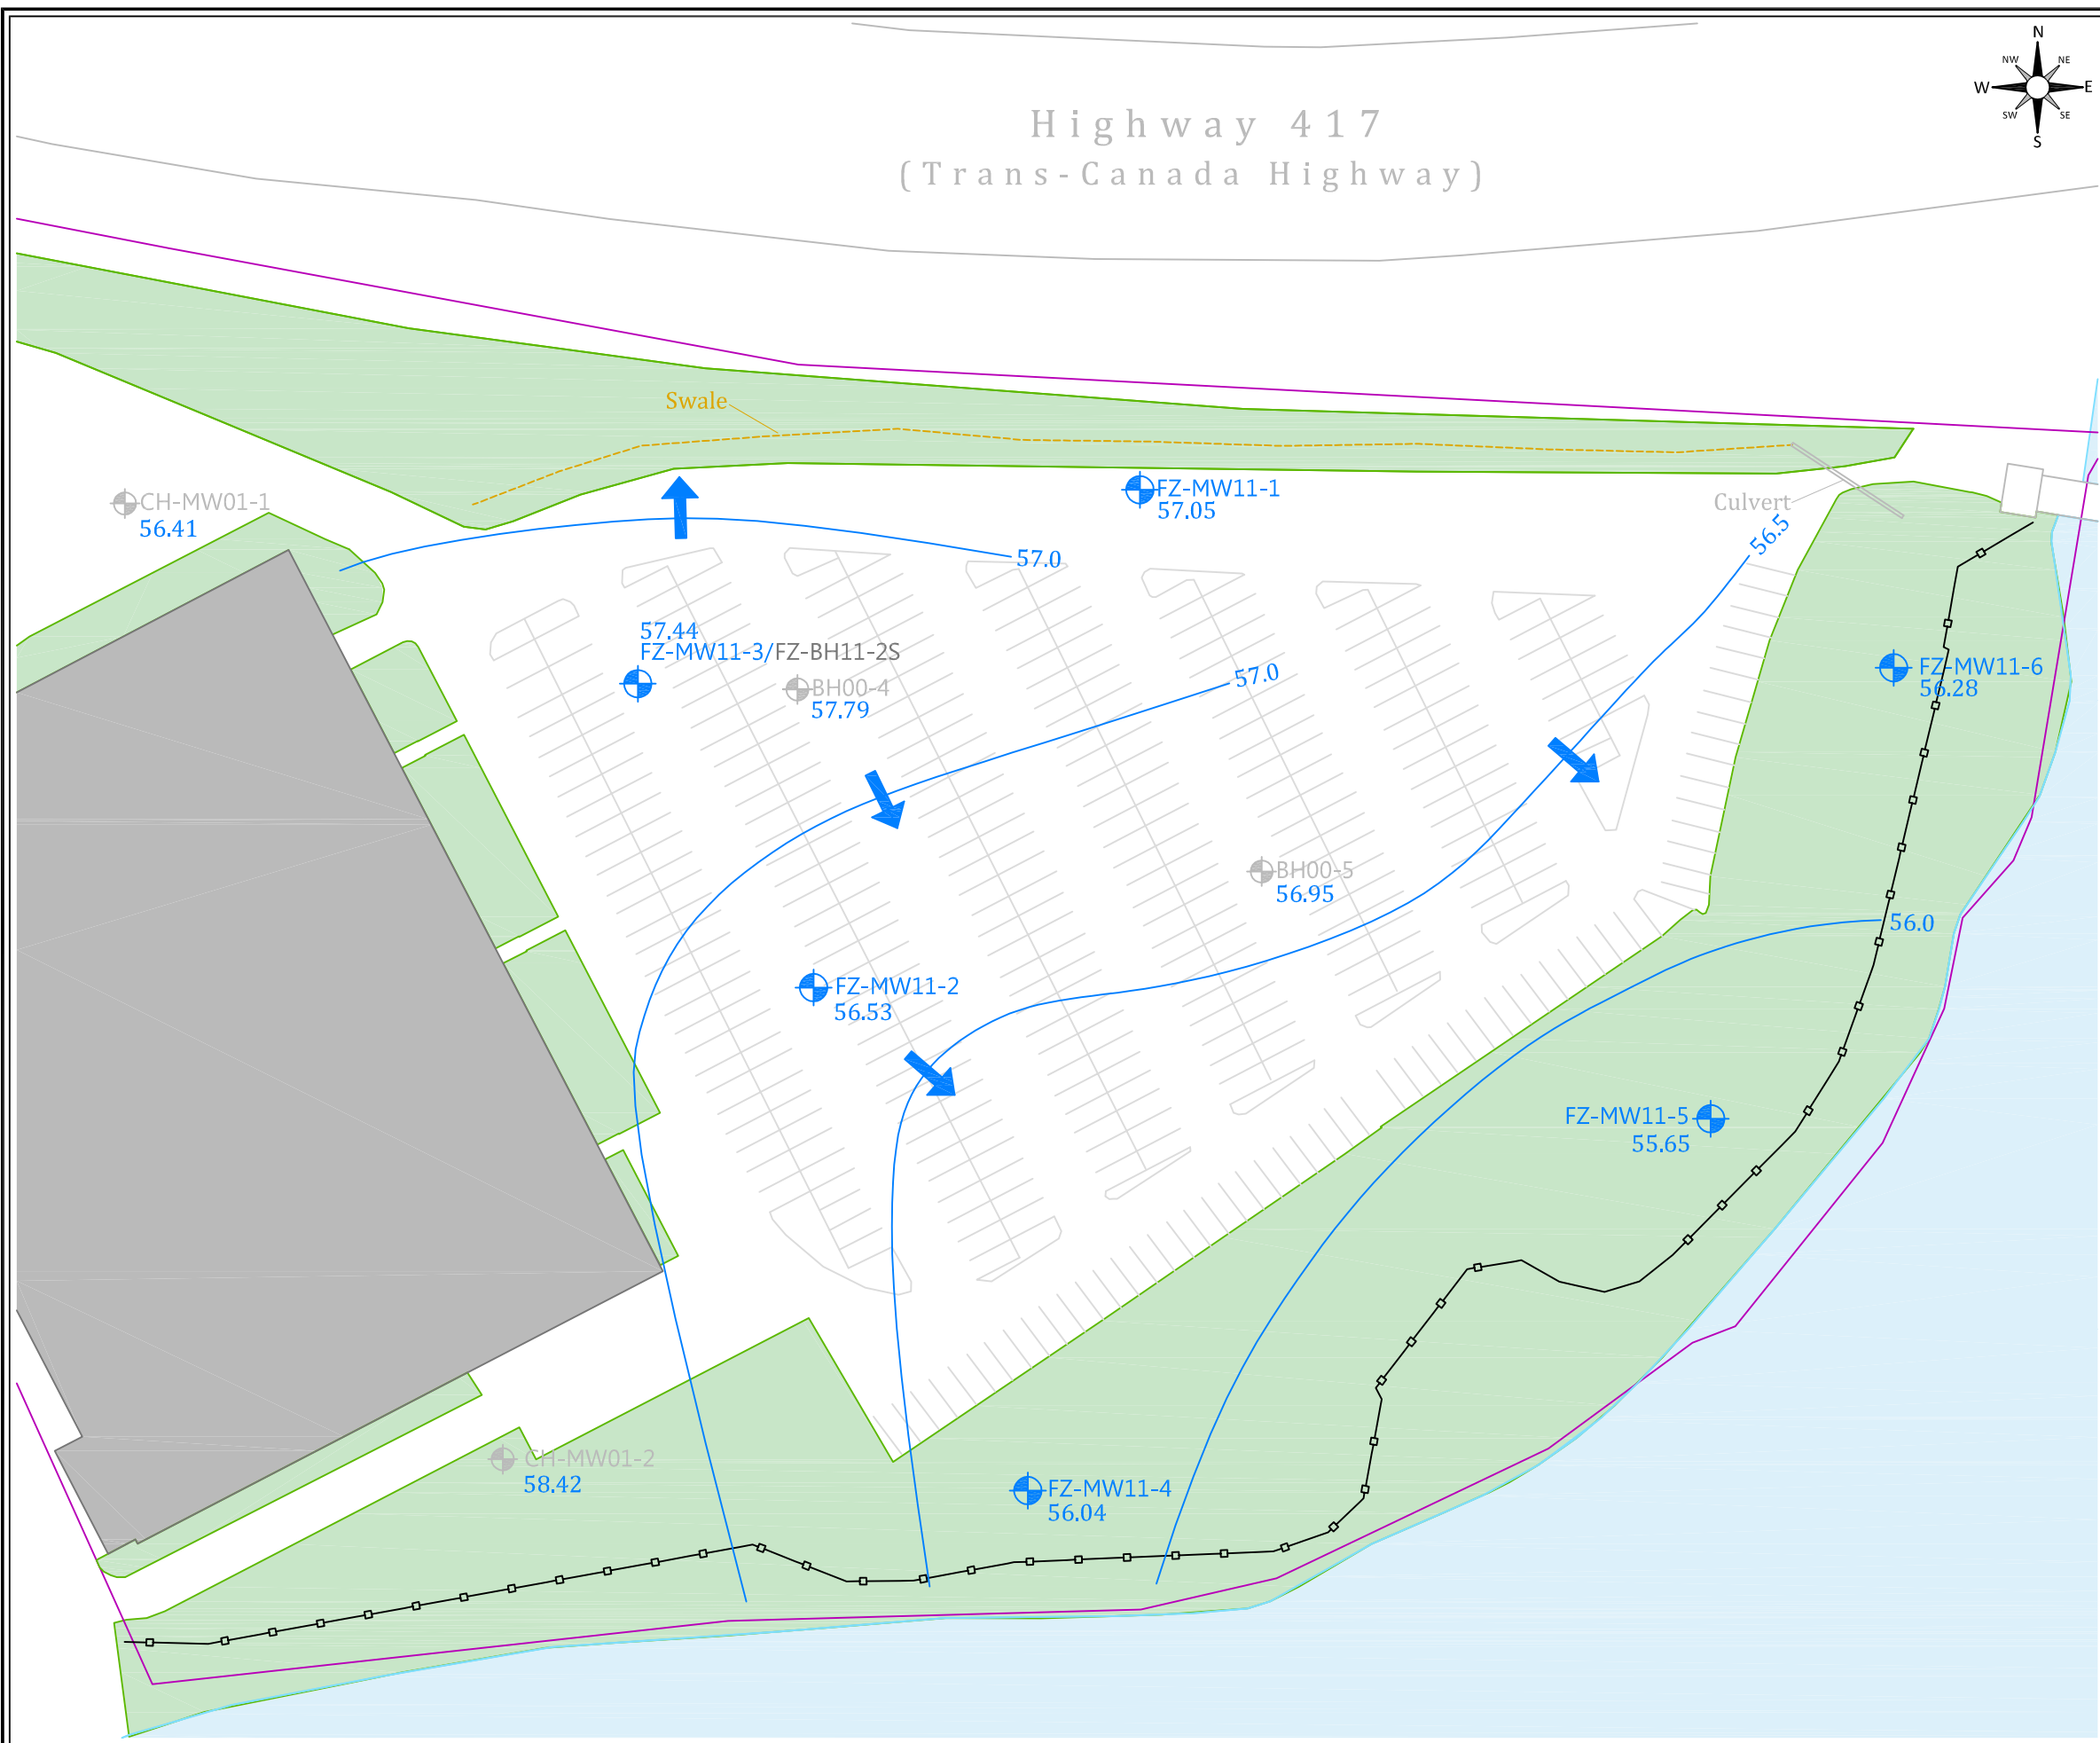 N
NW
NE
W
E
SW
SE
S
Highway 417
(Trans-Canada Highway)
Swale
CH-MW01-1
56.41
FZ-MW11-1
57.05
Culvert
56.5
57.0
57.44
FZ-MW11-3/FZ-BH11-2S
BH00-4
57.79
57.0
FZ-MW11-6
56.28
BH00-5
56.95
56.0
FZ-MW11-2
56.53
FZ-MW11-5
55.65
CH-MW01-2
58.42
FZ-MW11-4
56.04